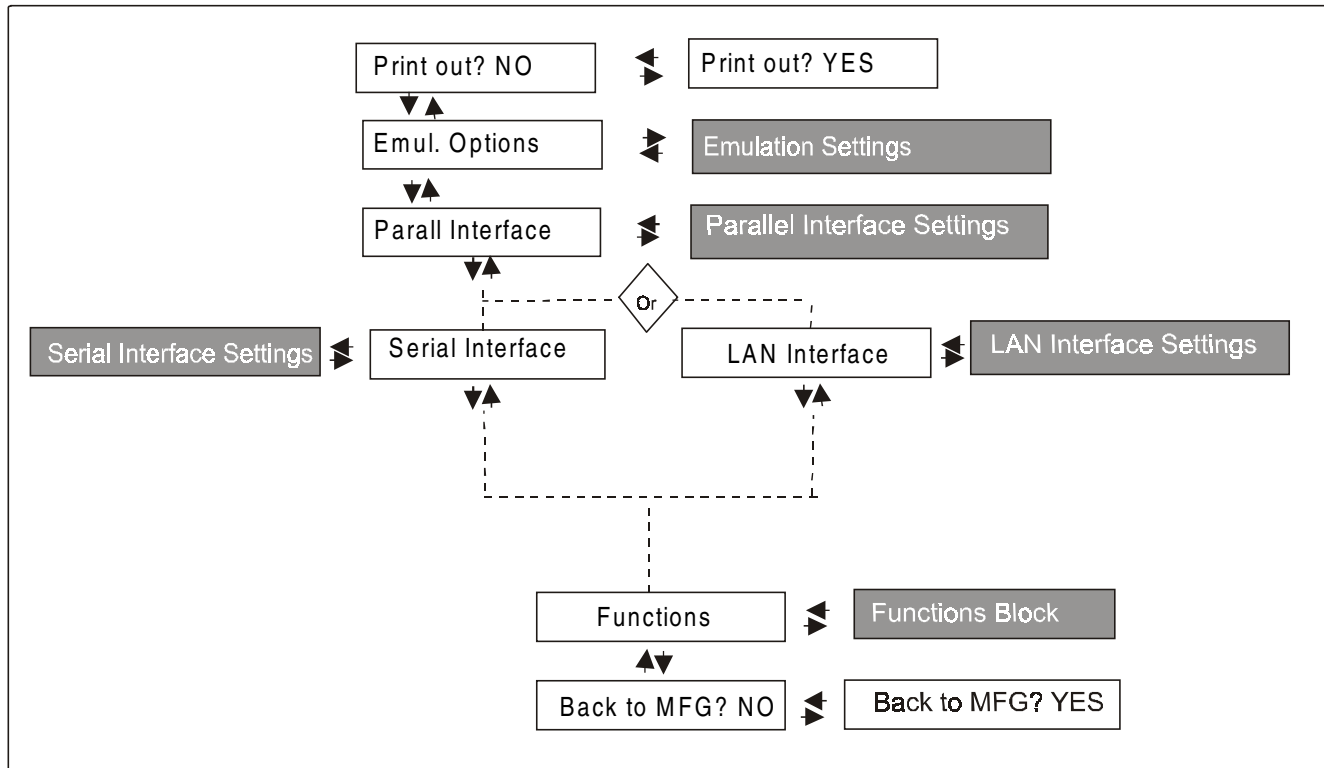 Print out? NO
Print out? YES
Emul. Options
Emulation Settings
Parall Interface
Parallel Interface Settings
Or
Serial Interface Settings
Serial Interface
LAN Interface
LAN Interface Settings
Functions
Functions Block
Back to MFG? NO
Back to MFG? YES